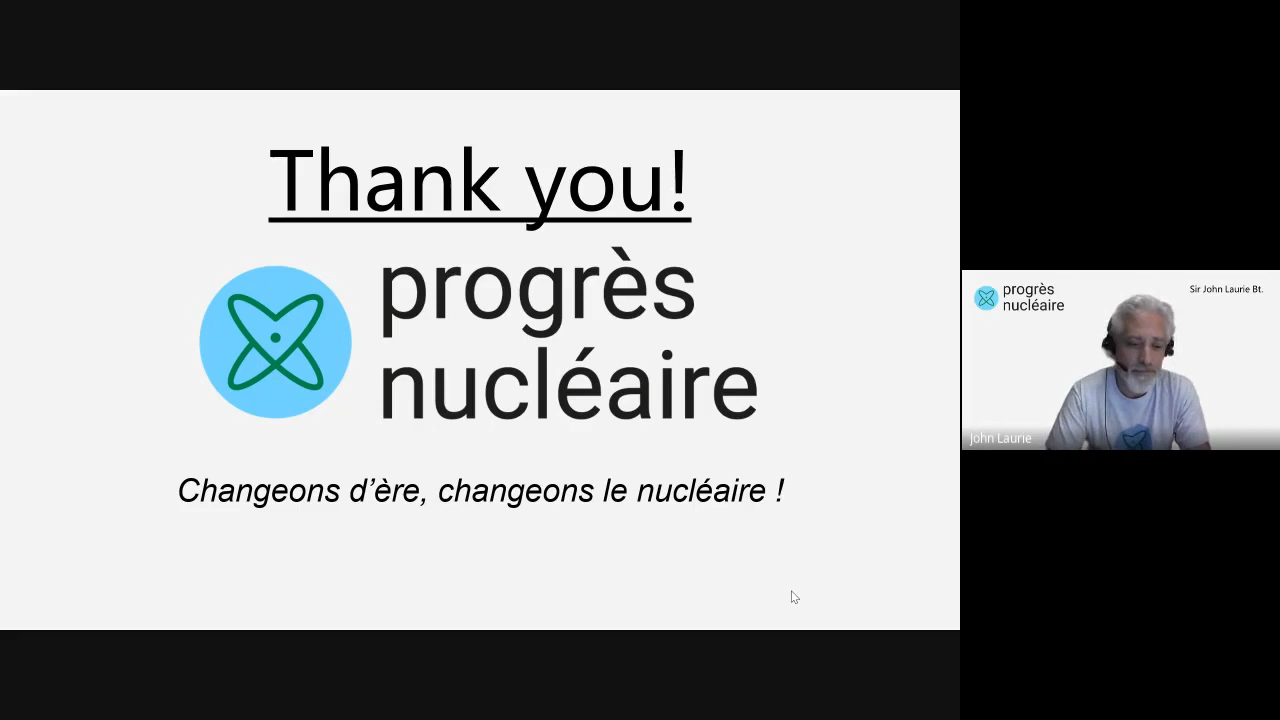 Thank you!
progrès
nucléaire
Changeons d’ère, changeons le nucléaire !
progrès
nucléaire
Sir John Laurie Bt.
John Laurie